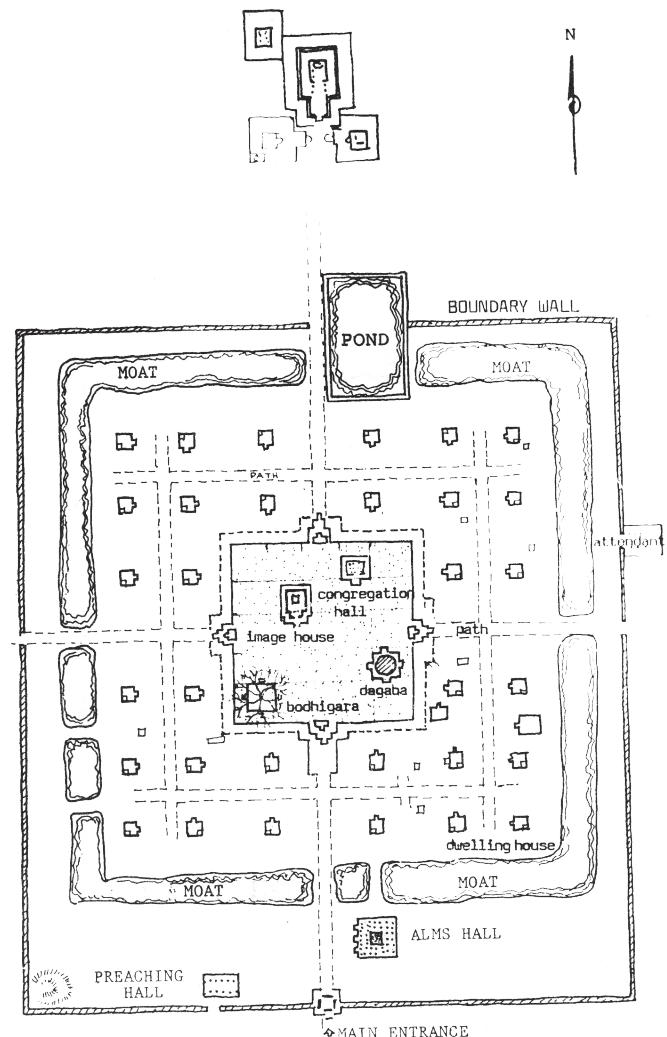 N
BOUNDARY WALL
POND
MOAT
MOAT
PATH
attendant
congregation
hall
image house
path
dagaba
bodhigara
dwelling house
MOAT
MOAT
ALMS HALL
PREACHING
HALL
MAIN ENTRANCE